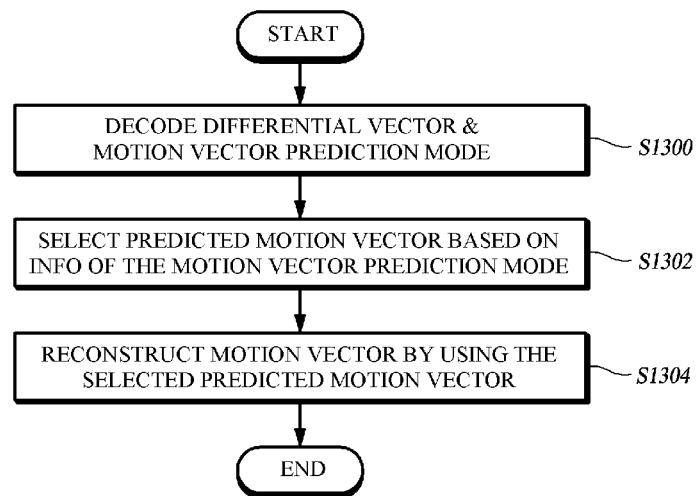 START
DECODE DIFFERENTIAL VECTOR &
MOTION VECTOR PREDICTION MODE
S1300
SELECT PREDICTED MOTION VECTOR BASED ON
INFO OF THE MOTION VECTOR PREDICTION MODE
S1302
RECONSTRUCT MOTION VECTOR BY USING THE
SELECTED PREDICTED MOTION VECTOR
S1304
END